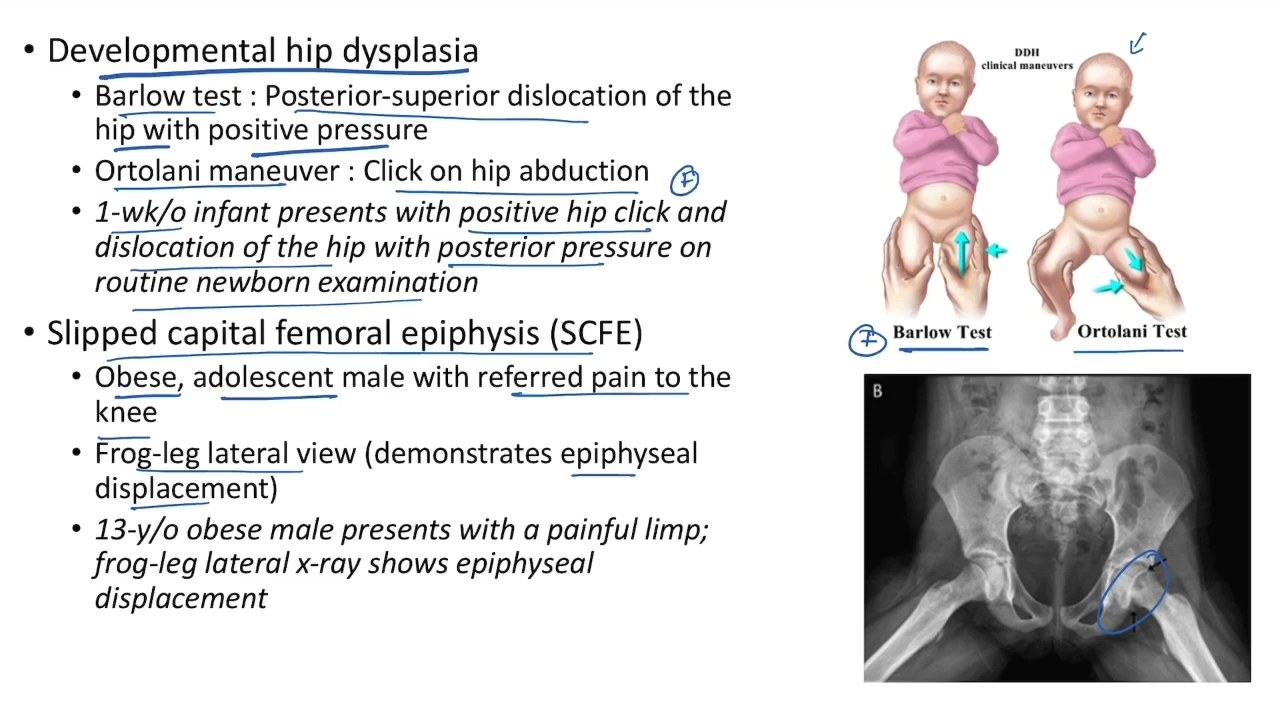 • Developmental hip dysplasia
• Barlow test : Posterior-superior dislocation of the
hip with positive pressure
• Ortolani maneuver : Click on hip abduction
• 1-wk/o infant presents with positive hip click and
dislocation of the hip with posterior pressure on
routine newborn examination
• Slipped capital femoral epiphysis (SCFE)
• Obese, adolescent male with referred pain to the
knee
• Frog-leg lateral view (demonstrates epiphyseal
displacement)
• 13-y/o obese male presents with a painful limp;
frog-leg lateral x-ray shows epiphyseal
displacement
DDH
clinical maneuvers
Barlow Test
Ortolani Test
B